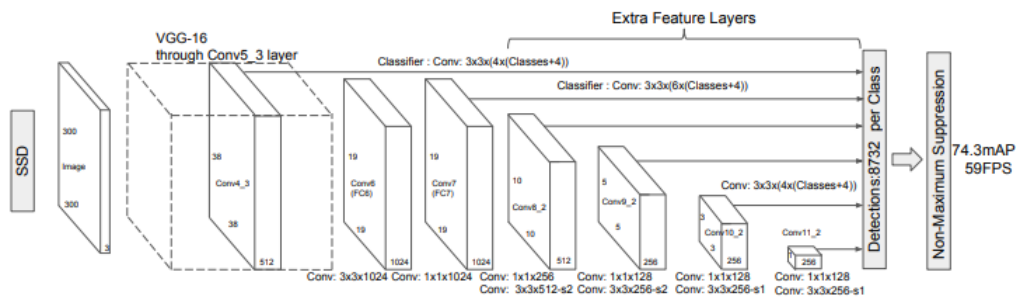 Extra Feature Layers
VGG-16
through Conv5_3 layer
Classifier : Conv: 3x3x(4x(Classes+4))
Classifier : Conv: 3x3x(6x(Classes+4))
SSD
300
Image
300
3
38
Conv4_3
38
512
19
Conv6
(FC6)
19
1024
19
Conv7
(FC7)
19
1024
10
Conv8_2
10
512
5
Conv9_2
5
256
Conv: 3x3x(4x(Classes+4))
3
Conv10_2
3
256
Conv11_2
1
256
Detections:8732 per Class
Non-Maximum Suppression
74.3mAP
59FPS
Conv: 3x3x1024
Conv: 1x1x1024
Conv: 1x1x256
Conv: 3x3x512-s2
Conv: 1x1x128
Conv: 3x3x256-s2
Conv: 1x1x128
Conv: 3x3x256-s1
Conv: 1x1x128
Conv: 3x3x256-s1